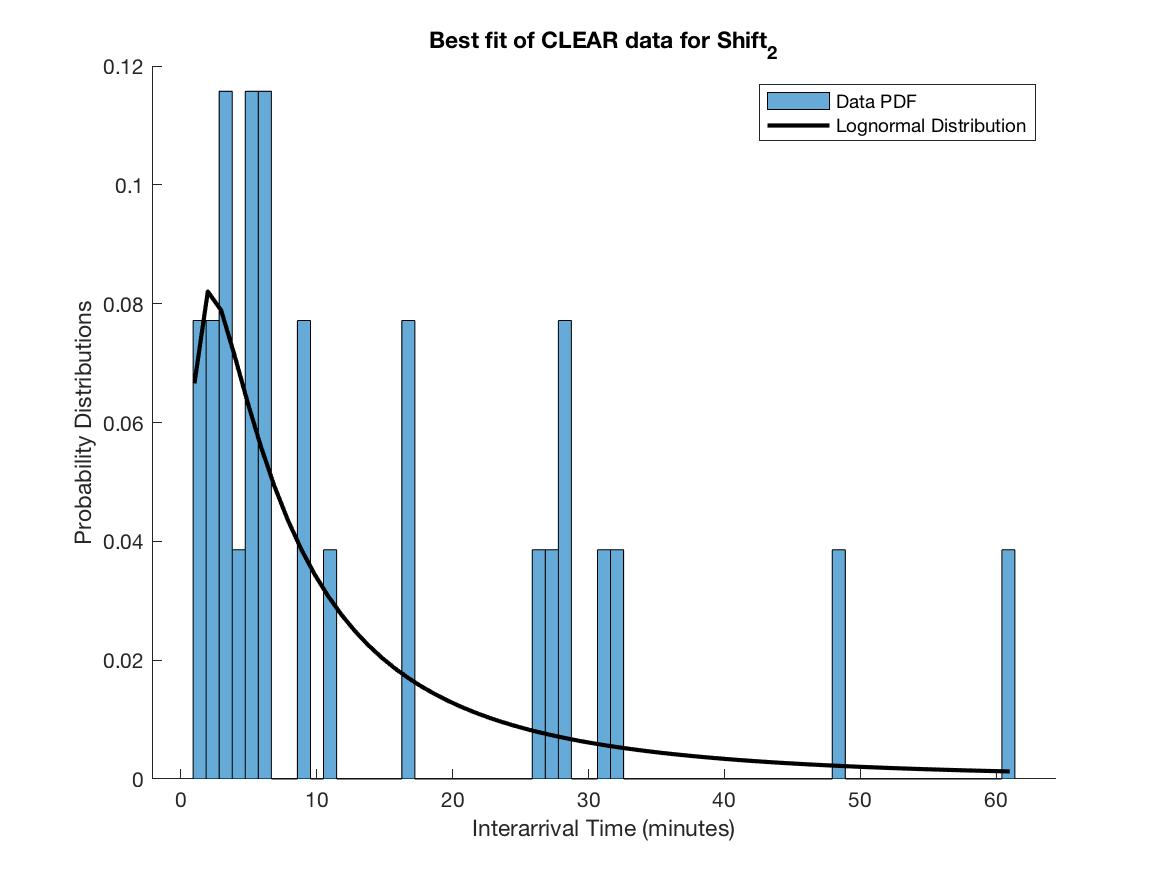 Best fit of CLEAR data for Shift₂
Data PDF
Lognormal Distribution
0.12
0.1
0.08
0.06
0.04
0.02
0
Probability Distributions
0 10 20 30 40 50 60
Interarrival Time (minutes)